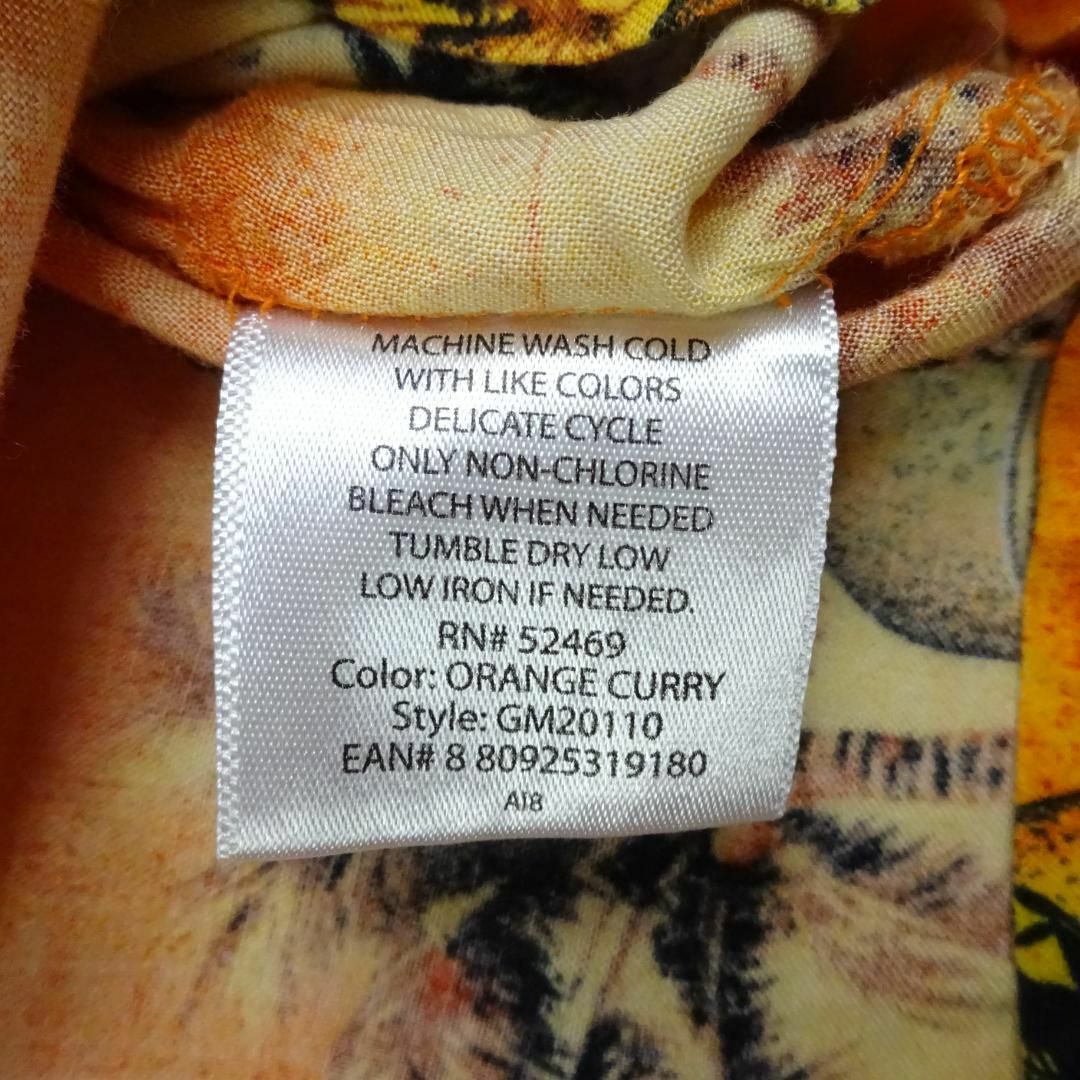 MACHINE WASH COLD
WITH LIKE COLORS
DELICATE CYCLE
ONLY NON-CHLORINE
BLEACH WHEN NEEDED
TUMBLE DRY LOW
LOW IRON IF NEEDED.
RN# 52469
Color: ORANGE CURRY
Style: GM20110
EAN# 8 80925319180
A18